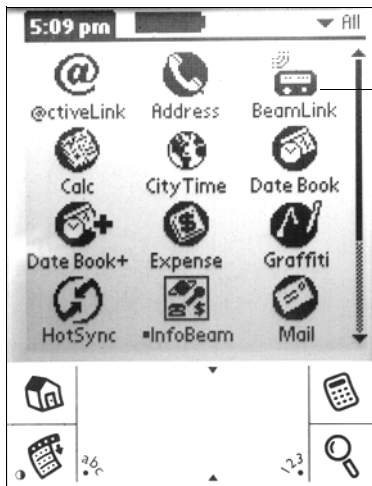 5:09 pm
All
@ctiveLink Address BeamLink
Calc CityTime Date Book
Date Book+ Expense Graffiti
HotSync InfoBeam Mail
abc 123